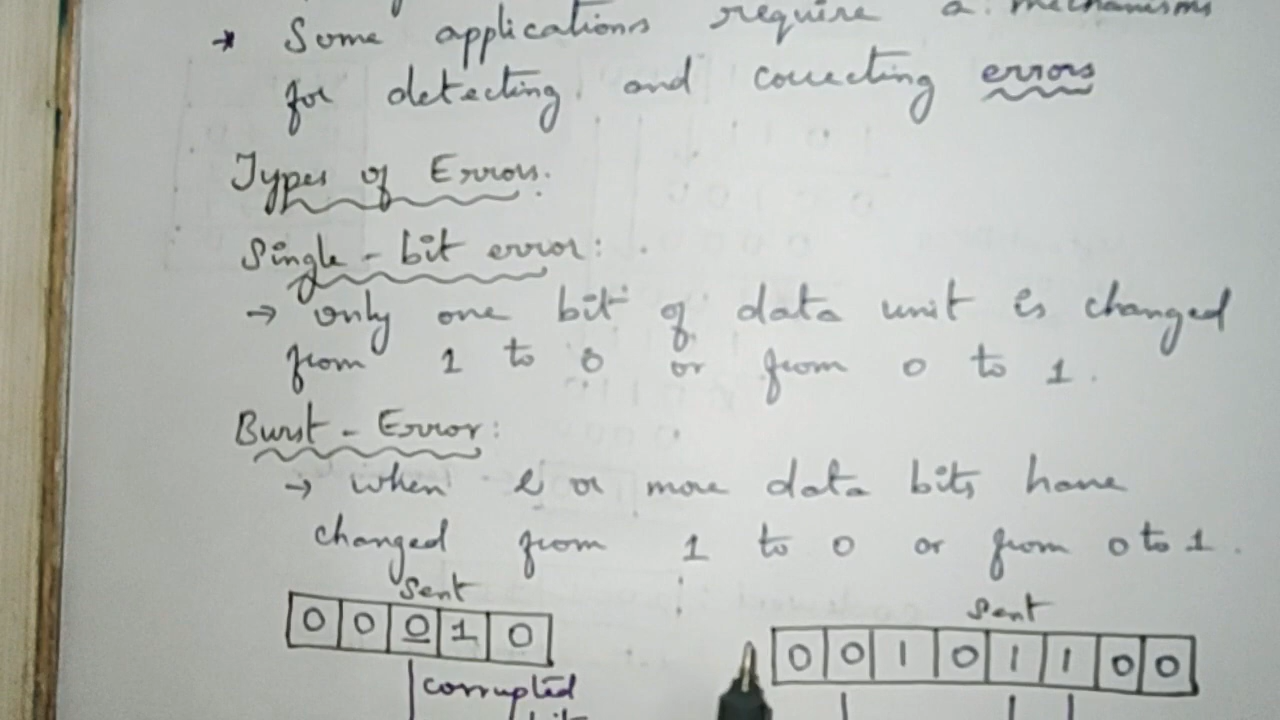 * Some applications require a mechanisms
for detecting and correcting errors
Types of Errors.
Single - bit error:
→ only one bit of data unit is changed
from 1 to 0 or from 0 to 1.
Burst - Error:
→ when 2 or more data bits have
changed from 1 to 0 or from 0 to 1.
sent
0 0 0 1 0
corrupted
sent
0 0 1 0 1 1 0 0